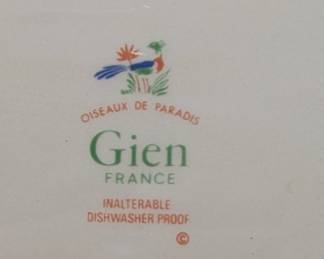 OISEAUX DE PARADIS
Gien
FRANCE
INALTERABLE
DISHWASHER PROOF
©